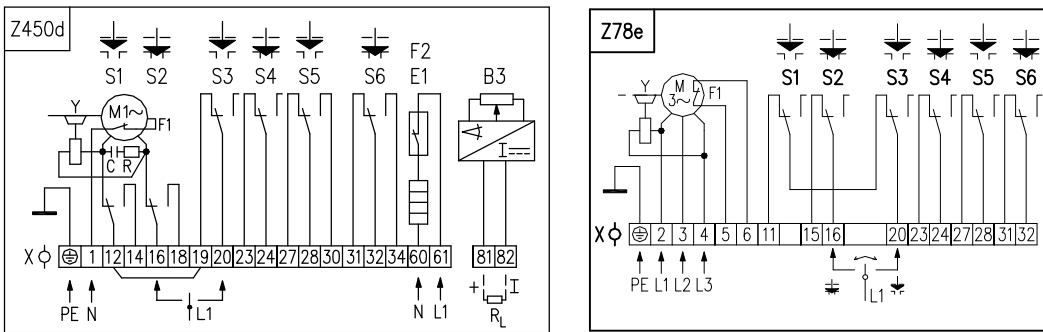 Z450d
S1 S2 S3 S4 S5 S6 F2
E1 B3
Y M1~ F1
C R I
X 1 12 14 16 18 19 20 23 24 27 28 30 31 32 34 60 61 81 82
PE N L1 N L1 + I
RL
Z78e
S1 S2 S3 S4 S5 S6
Y M
3~ F1
X 2 3 4 5 6 11 15 16 20 23 24 27 28 31 32
PE L1 L2 L3 L1